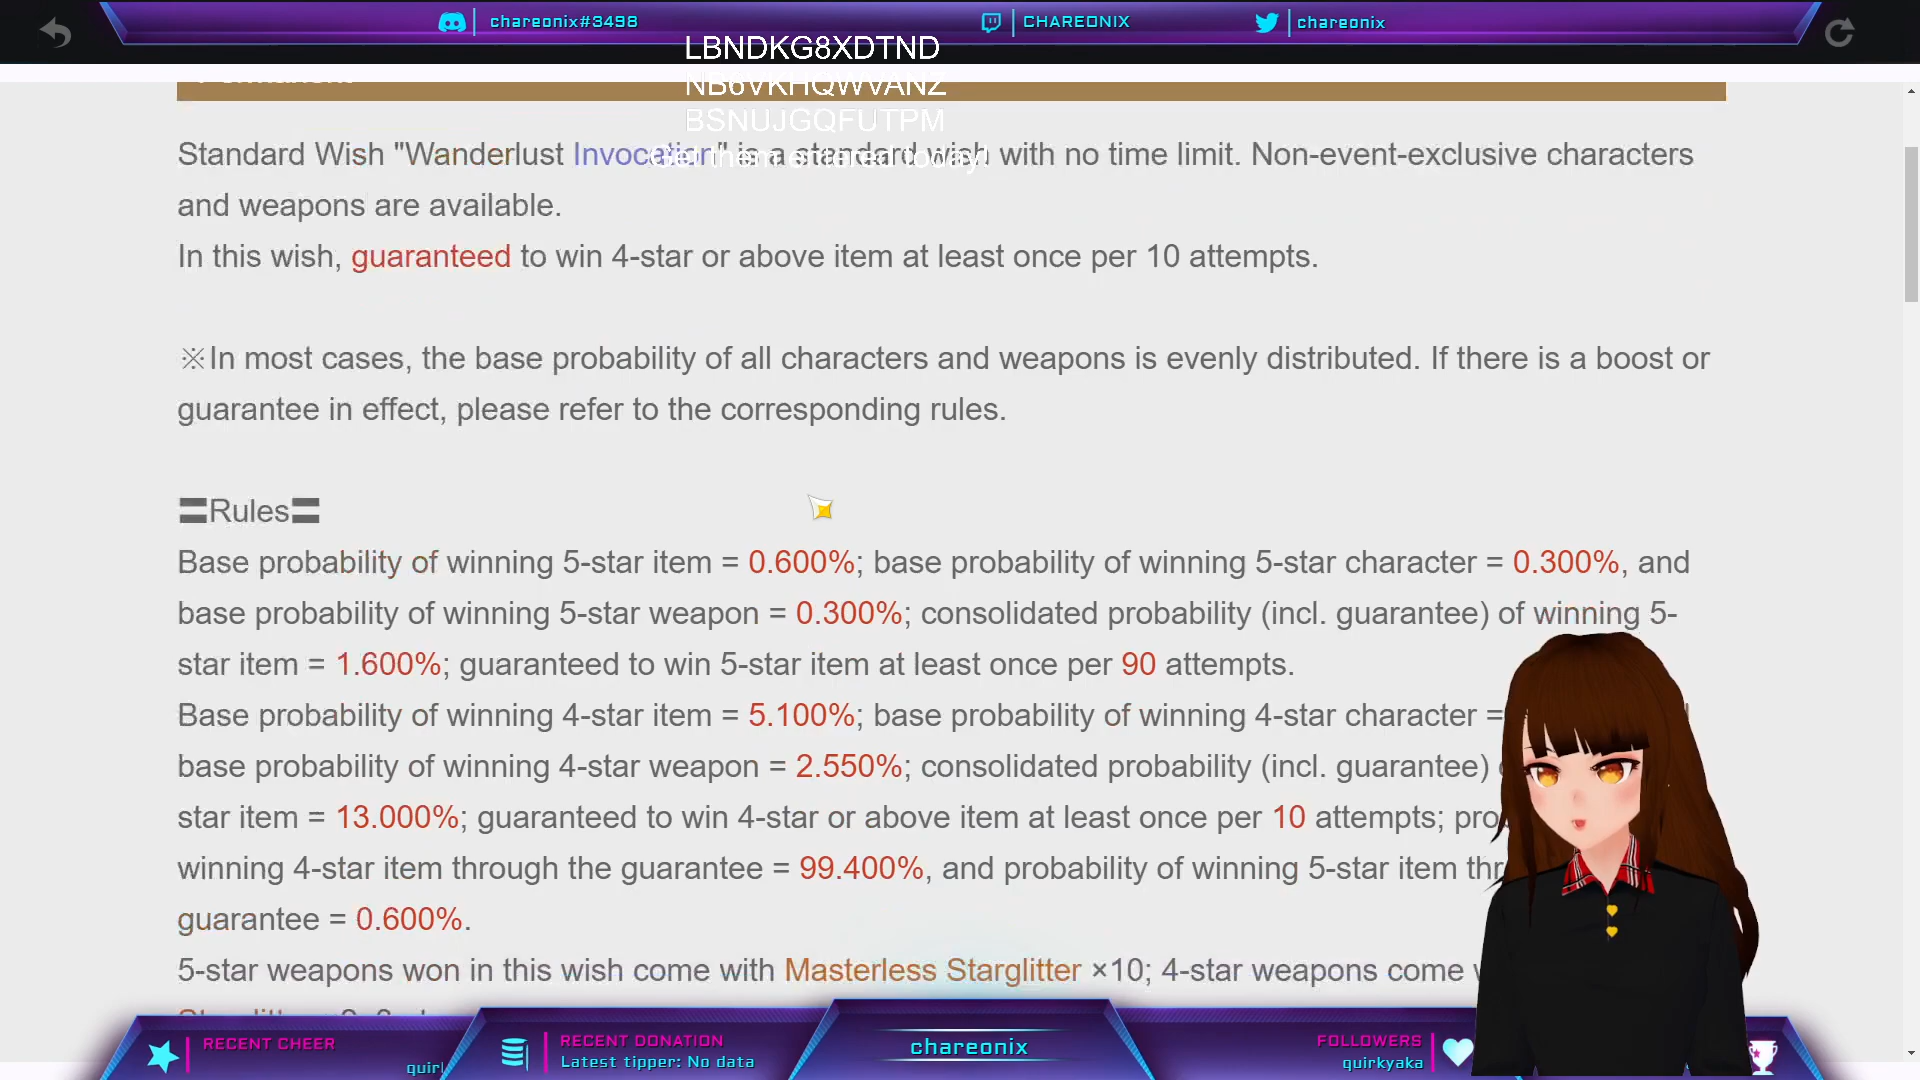 chareonix#3498
CHAREONIX
chareonix
LBNDKG8XDTND
NB6VKHQWVANZ
BSNUJGQFUTPM
Get them entered today!
Standard Wish "Wanderlust Invocation" is a standard wish with no time limit. Non-event-exclusive characters
and weapons are available.
In this wish, guaranteed to win 4-star or above item at least once per 10 attempts.
※In most cases, the base probability of all characters and weapons is evenly distributed. If there is a boost or
guarantee in effect, please refer to the corresponding rules.
〓Rules〓
Base probability of winning 5-star item = 0.600%; base probability of winning 5-star character = 0.300%, and
base probability of winning 5-star weapon = 0.300%; consolidated probability (incl. guarantee) of winning 5-
star item = 1.600%; guaranteed to win 5-star item at least once per 90 attempts.
Base probability of winning 4-star item = 5.100%; base probability of winning 4-star character =
base probability of winning 4-star weapon = 2.550%; consolidated probability (incl. guarantee)
star item = 13.000%; guaranteed to win 4-star or above item at least once per 10 attempts;
winning 4-star item through the guarantee = 99.400%, and probability of winning 5-star item
guarantee = 0.600%.
5-star weapons won in this wish come with Masterless Starglitter ×10; 4-star weapons come
RECENT CHEER
RECENT DONATION
Latest tipper: No data
chareonix
FOLLOWERS
quirkyaka